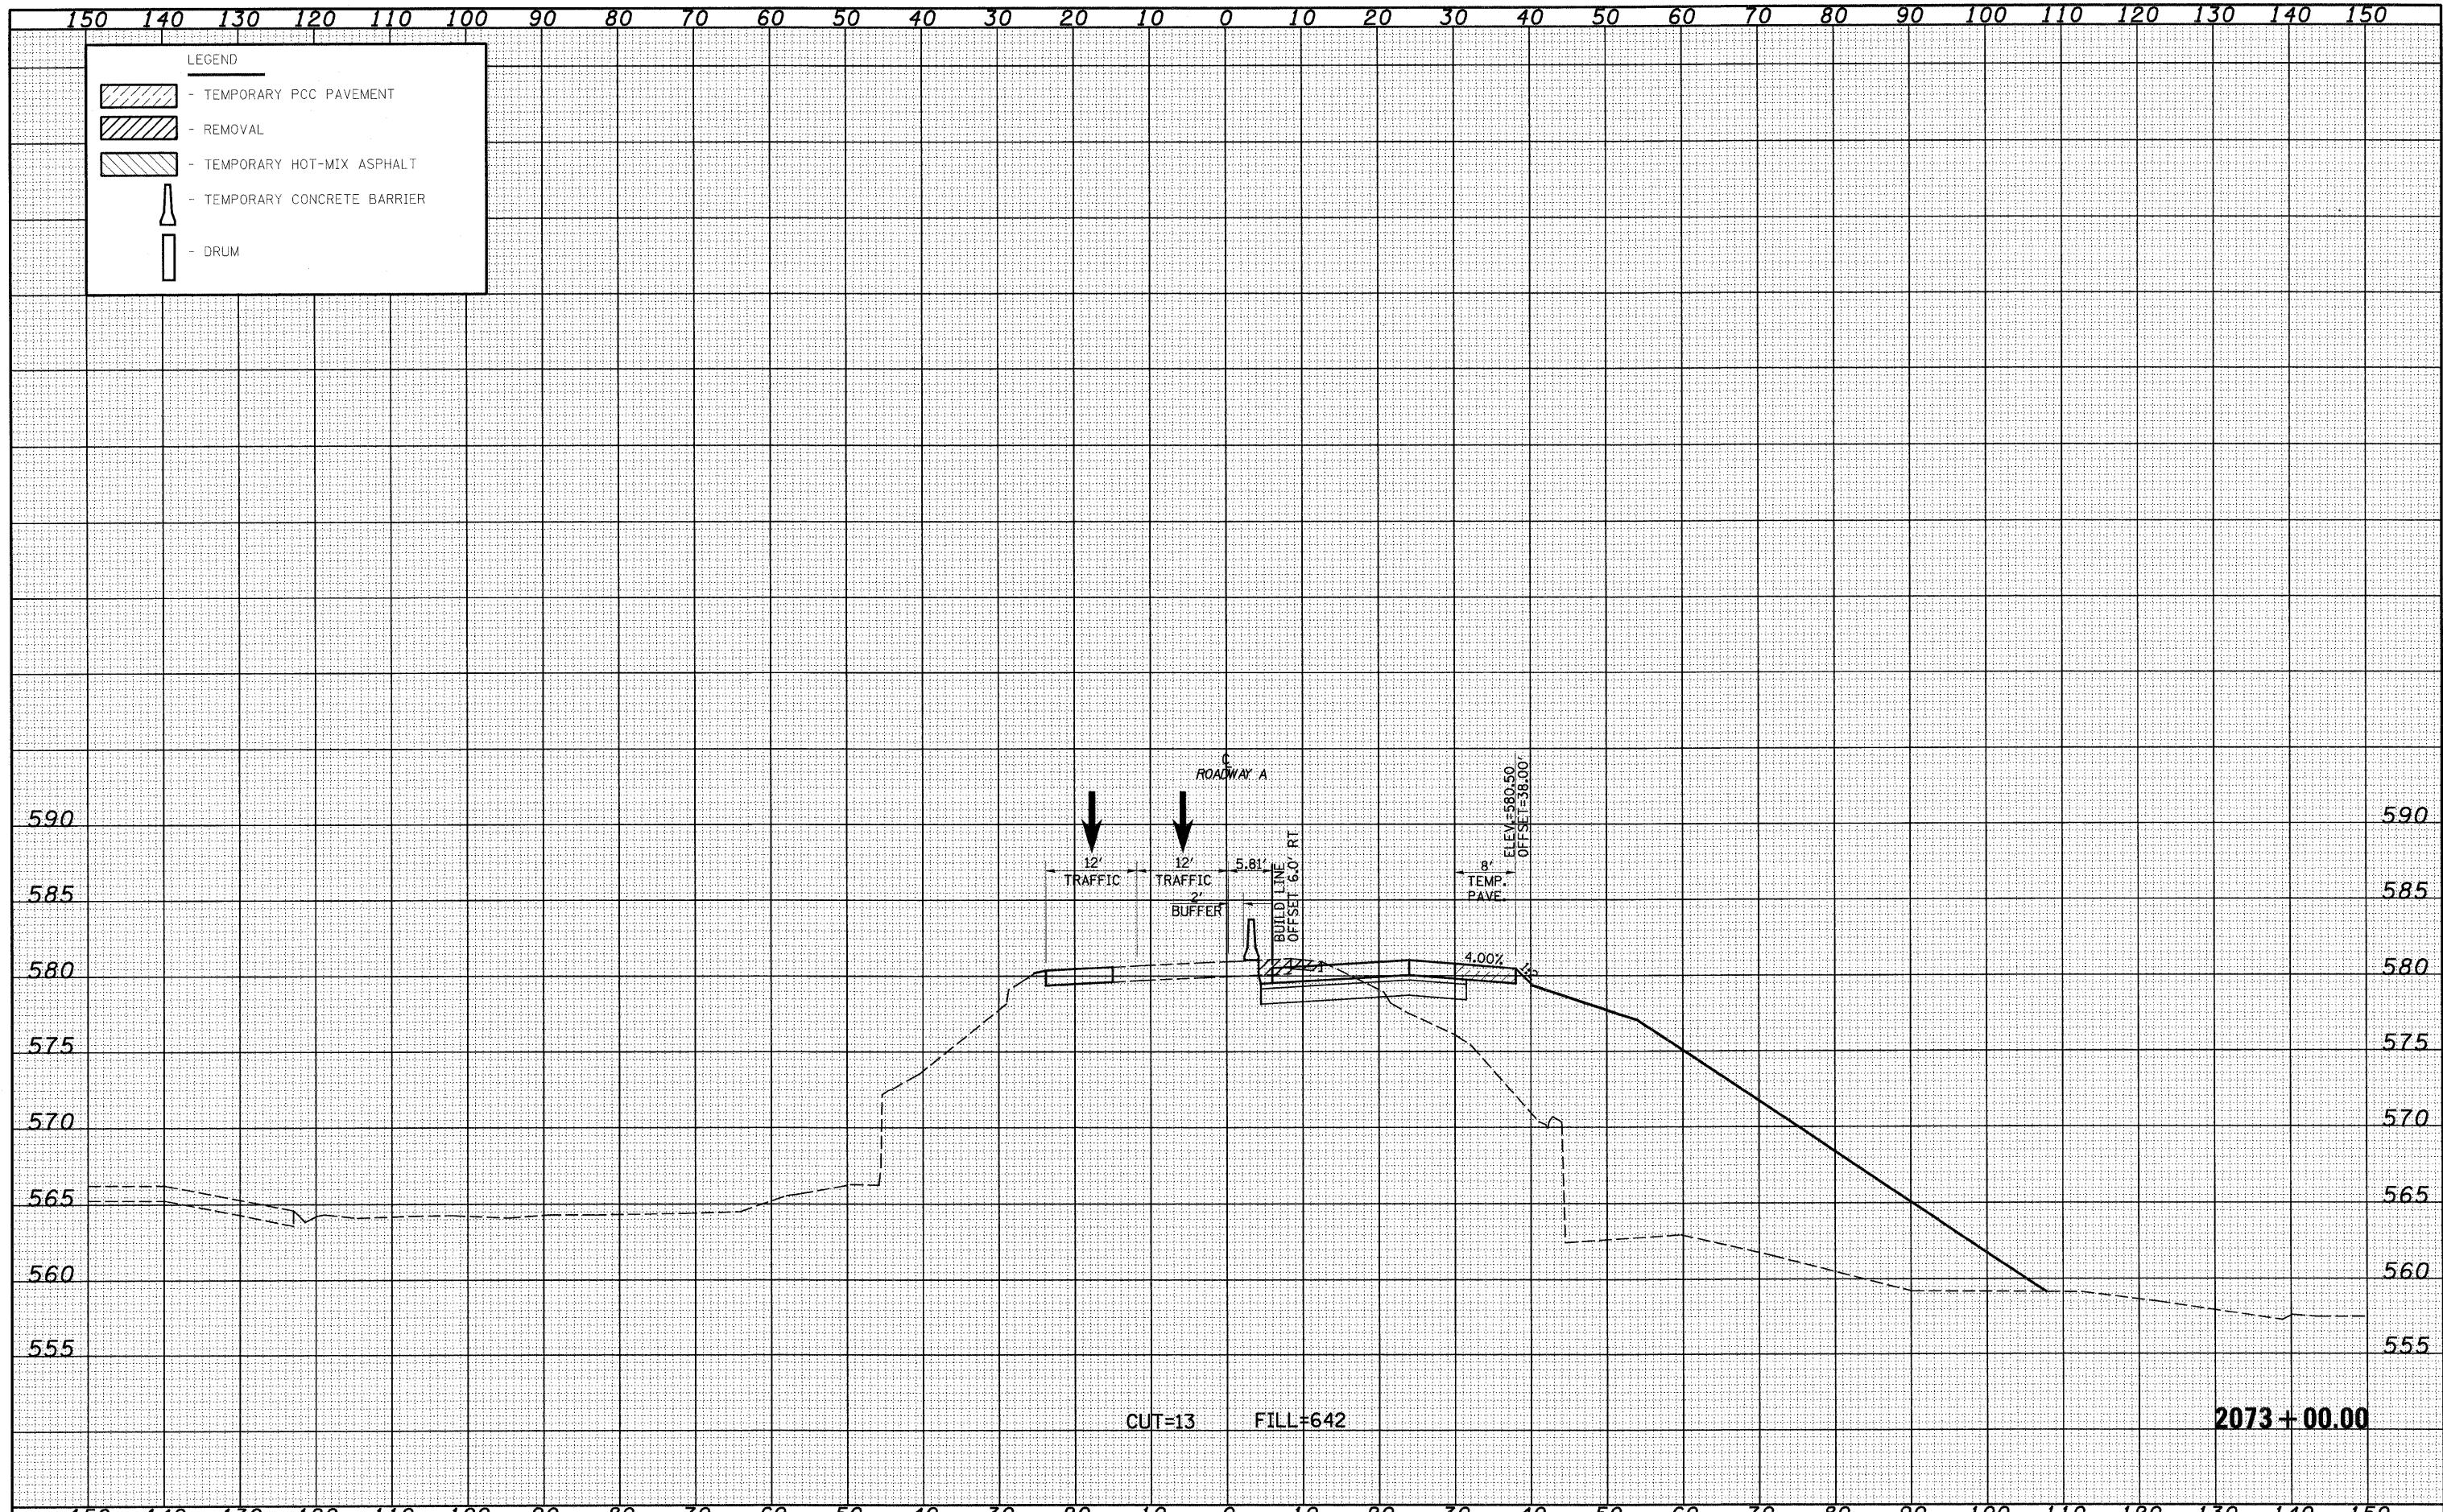 150 140 130 120 110 100 90 80 70 60 50 40 30 20 10 0 10 20 30 40 50 60 70 80 90 100 110 120 130 140 150
LEGEND
- TEMPORARY PCC PAVEMENT
- REMOVAL
- TEMPORARY HOT-MIX ASPHALT
- TEMPORARY CONCRETE BARRIER
- DRUM
℄
ROADWAY A
ELEV.=580.50
OFFSET=38.00'
590 590
BUILD LINE
OFFSET 6.0' RT
12' 12' 5.81' 8'
TRAFFIC TRAFFIC TEMP.
PAVE.
2'
BUFFER
585 585
4.00%
580 580
575 575
570 570
565 565
560 560
555 555
CUT=13 FILL=642
2073+00.00